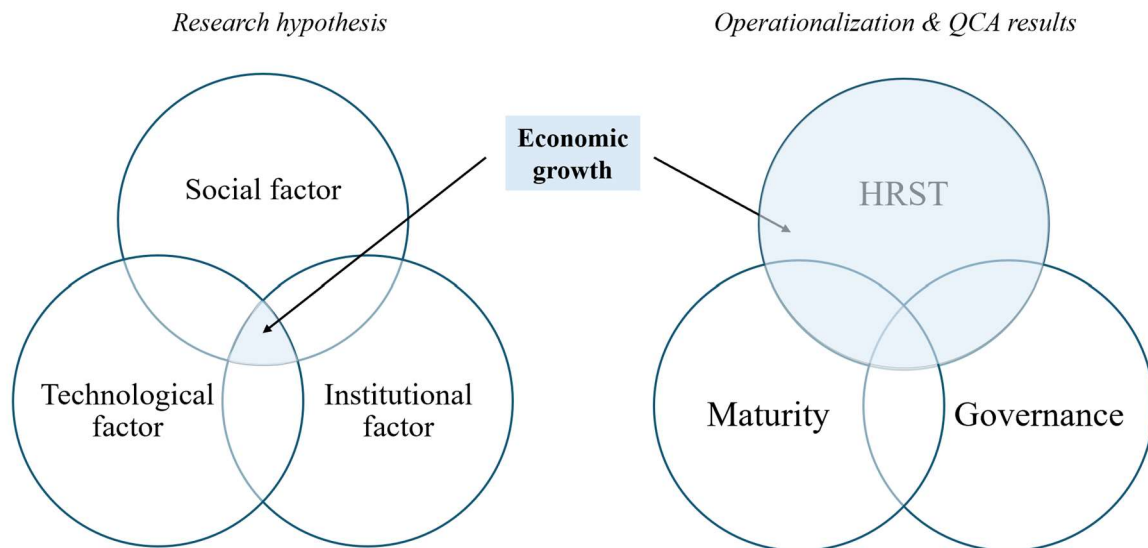 Research hypothesis
Operationalization & QCA results
Economic
growth
Social factor
HRST
Technological
factor
Institutional
factor
Maturity
Governance